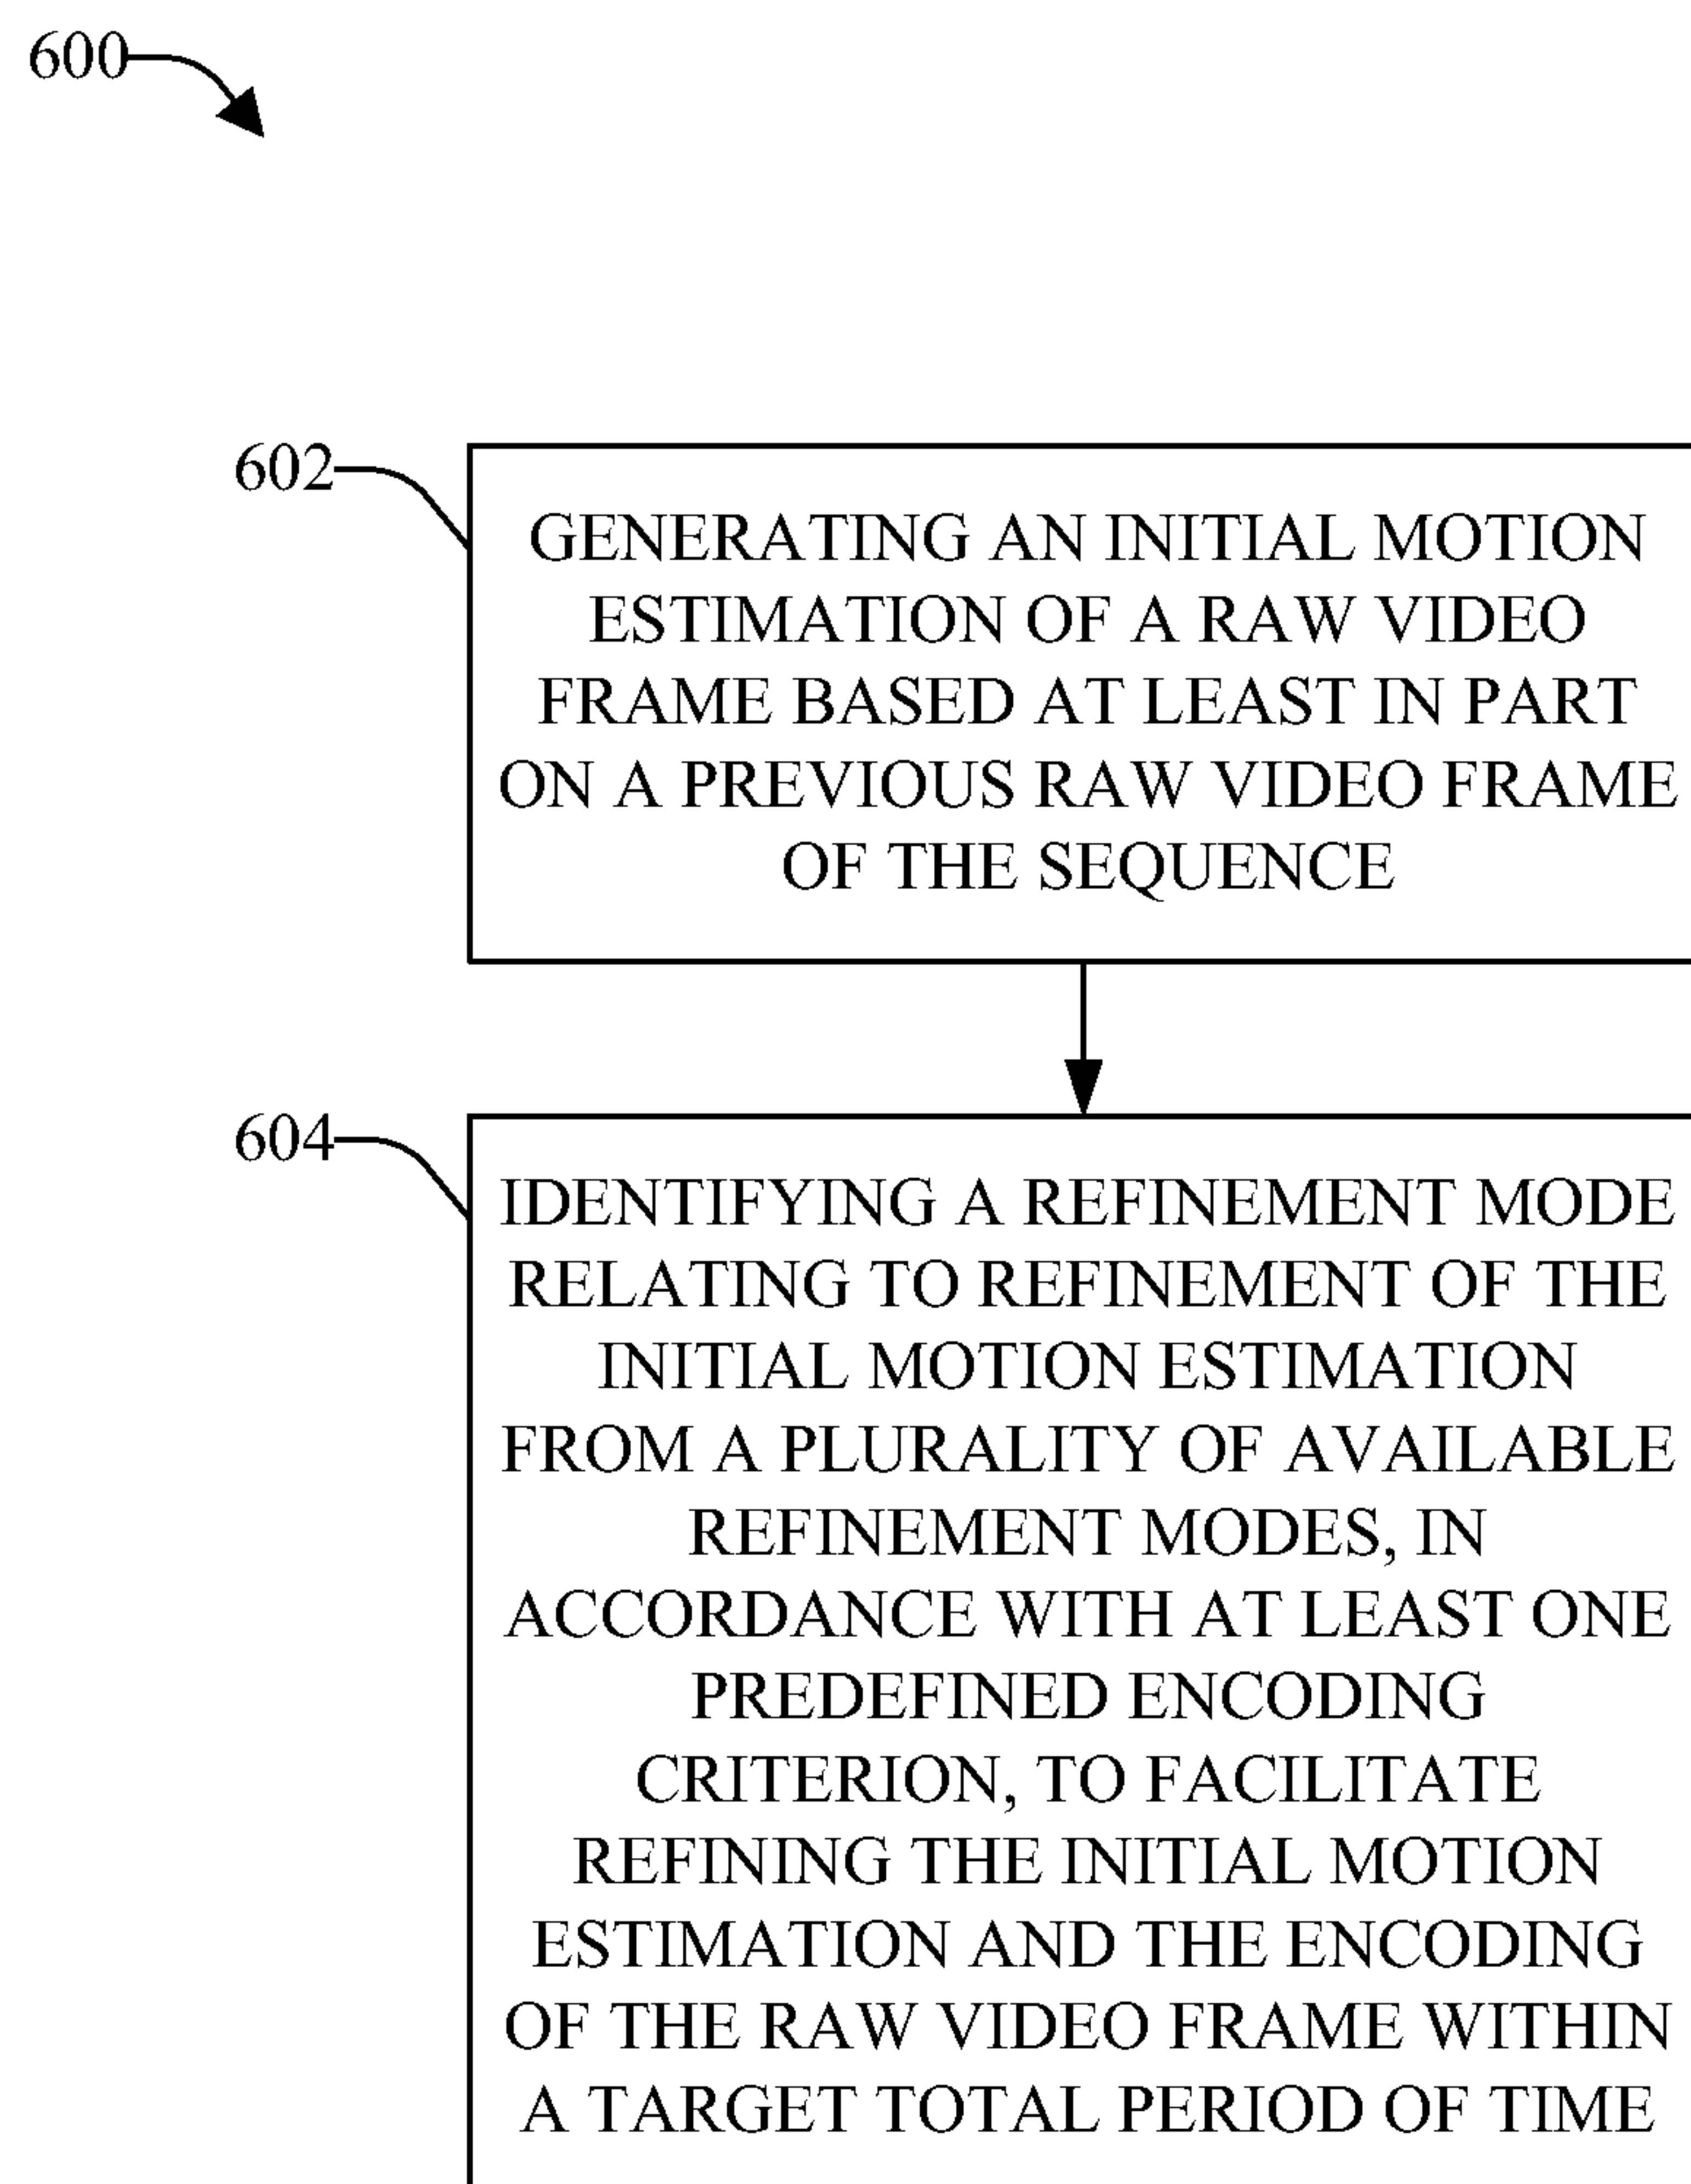 600
602
GENERATING AN INITIAL MOTION
ESTIMATION OF A RAW VIDEO
FRAME BASED AT LEAST IN PART
ON A PREVIOUS RAW VIDEO FRAME
OF THE SEQUENCE
604
IDENTIFYING A REFINEMENT MODE
RELATING TO REFINEMENT OF THE
INITIAL MOTION ESTIMATION
FROM A PLURALITY OF AVAILABLE
REFINEMENT MODES, IN
ACCORDANCE WITH AT LEAST ONE
PREDEFINED ENCODING
CRITERION, TO FACILITATE
REFINING THE INITIAL MOTION
ESTIMATION AND THE ENCODING
OF THE RAW VIDEO FRAME WITHIN
A TARGET TOTAL PERIOD OF TIME